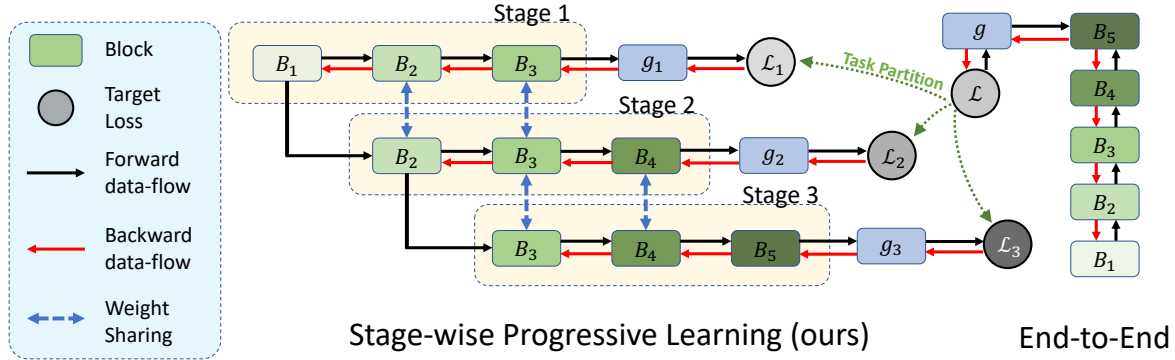 Block
Target
Loss
Forward
data-flow
Backward
data-flow
Weight
Sharing
Stage 1
B₁ B₂ B₃ g₁ ℒ₁
Task Partition
Stage 2
B₂ B₃ B₄ g₂ ℒ₂
Stage 3
B₃ B₄ B₅ g₃ ℒ₃
Stage-wise Progressive Learning (ours)
g B₅
ℒ B₄
B₃
B₂
B₁
End-to-End